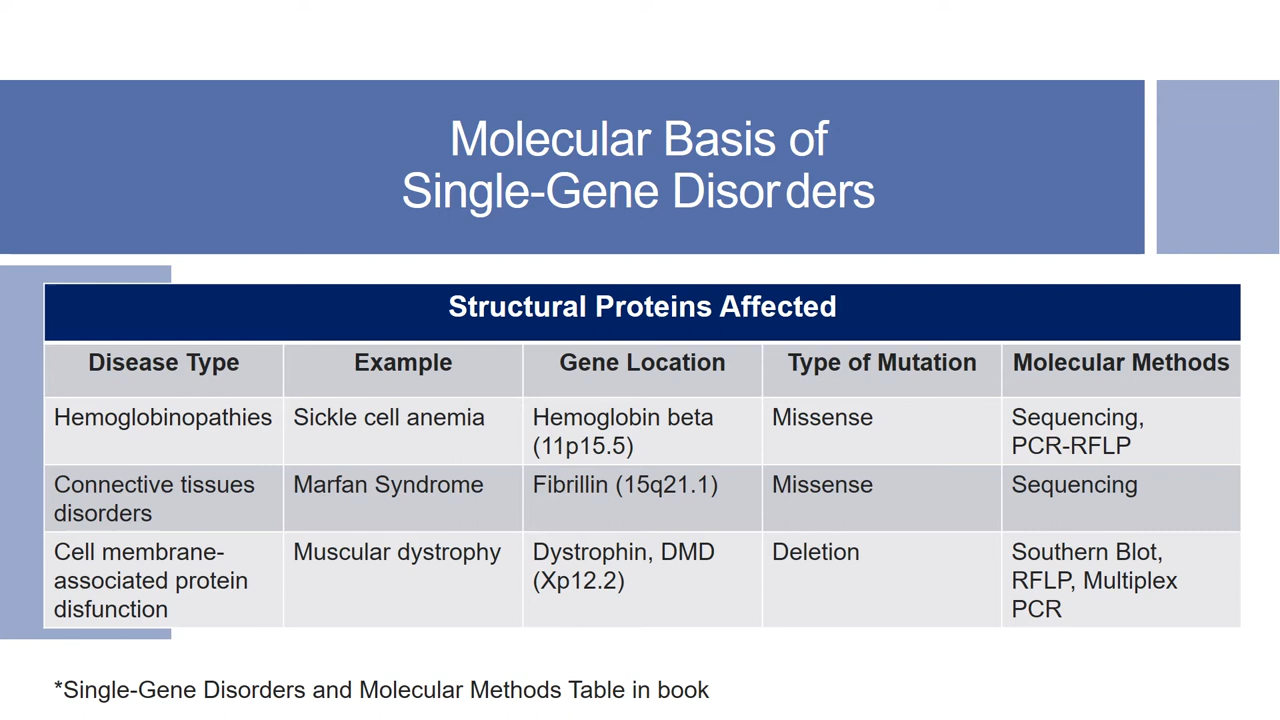 Molecular Basis of
Single-Gene Disorders
Structural Proteins Affected
Disease Type Example Gene Location Type of Mutation Molecular Methods
Hemoglobinopathies Sickle cell anemia Hemoglobin beta Missense Sequencing,
(11p15.5) PCR-RFLP
Connective tissues Marfan Syndrome Fibrillin (15q21.1) Missense Sequencing
disorders
Cell membrane- Muscular dystrophy Dystrophin, DMD Deletion Southern Blot,
associated protein (Xp12.2) RFLP, Multiplex
disfunction PCR
*Single-Gene Disorders and Molecular Methods Table in book